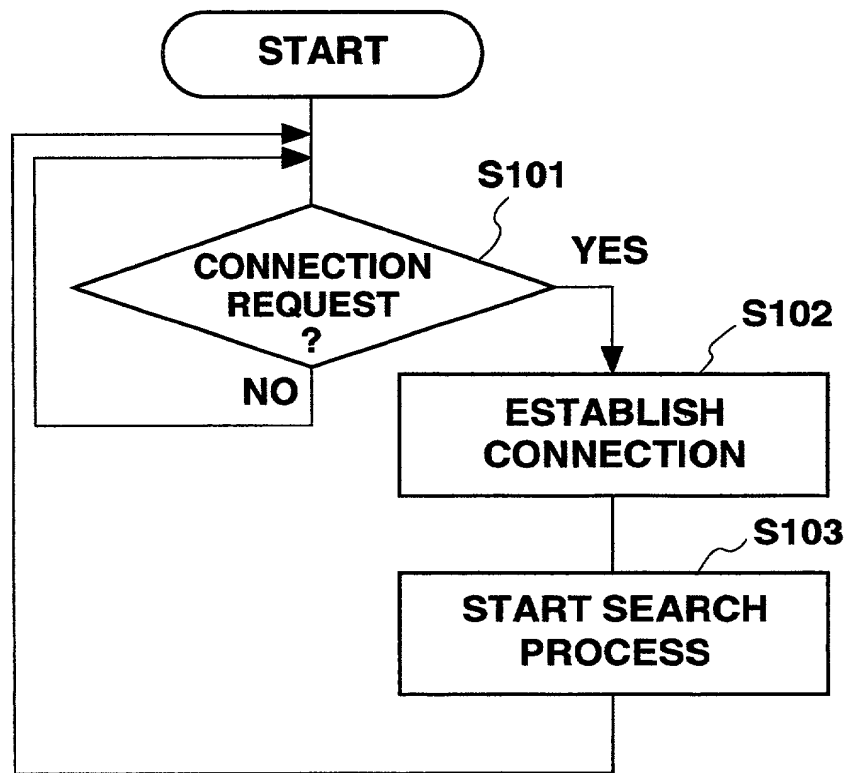 START
S101
CONNECTION
REQUEST
?
YES
NO
S102
ESTABLISH
CONNECTION
S103
START SEARCH
PROCESS